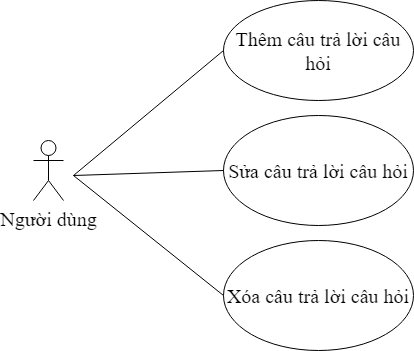 Thêm câu trả lời câu
hỏi
Sửa câu trả lời câu hỏi
Người dùng
Xóa câu trả lời câu hỏi